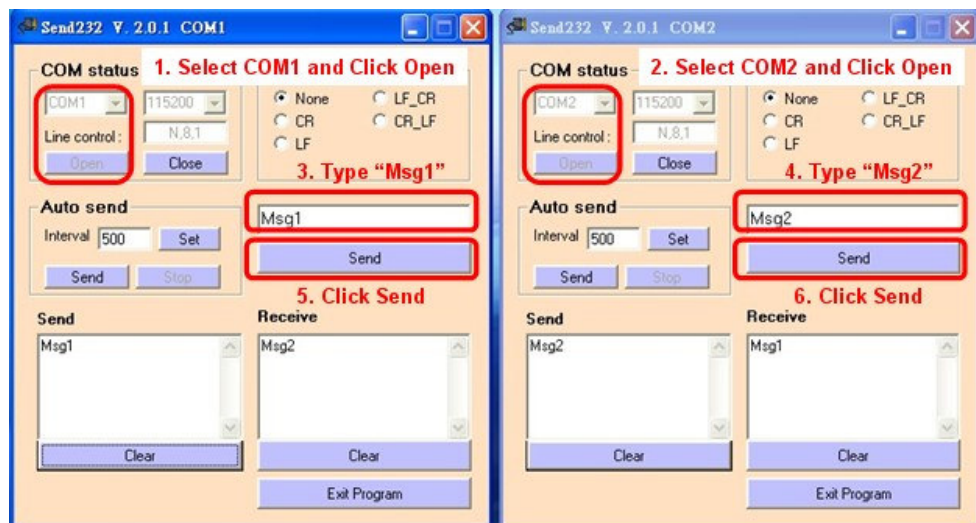 Send232 V. 2.0.1 COM1
1. Select COM1 and Click Open
COM status
COM1
115200
None
LF_CR
CR
CR_LF
LF
Line control :
N,8,1
Open
Close
3. Type “Msg1”
Auto send
Interval
500
Set
Msg1
Send
Send
Stop
5. Click Send
Send
Receive
Msg1
Msg2
Clear
Clear
Exit Program
Send232 V. 2.0.1 COM2
2. Select COM2 and Click Open
COM status
COM2
115200
None
LF_CR
CR
CR_LF
LF
Line control :
N,8,1
Open
Close
4. Type “Msg2”
Auto send
Interval
500
Set
Msg2
Send
Send
Stop
6. Click Send
Send
Receive
Msg2
Msg1
Clear
Clear
Exit Program